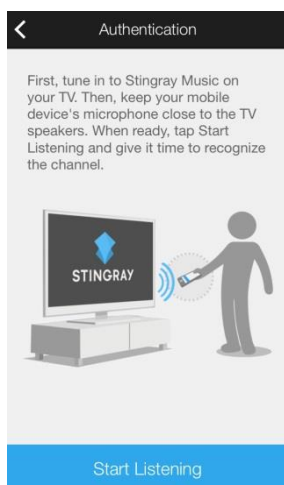 Authentication
First, tune in to Stingray Music on
your TV. Then, keep your mobile
device's microphone close to the TV
speakers. When ready, tap Start
Listening and give it time to recognize
the channel.
STINGRAY
Start Listening